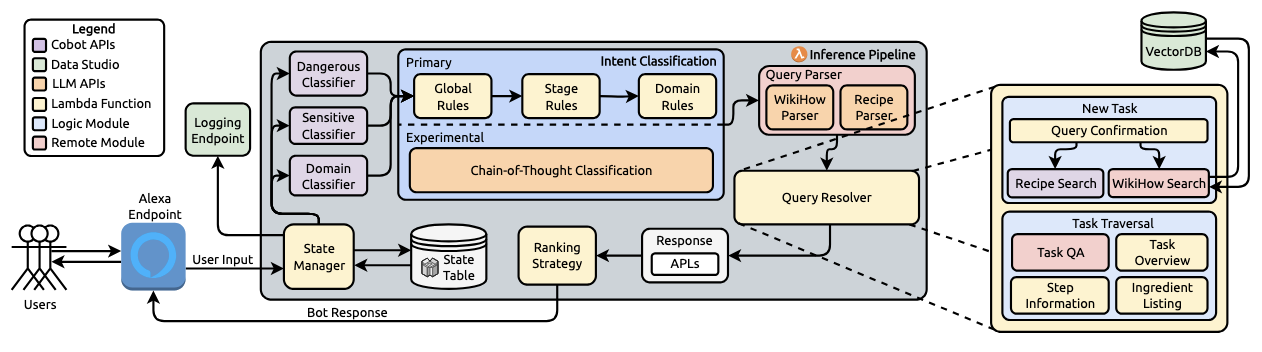 Legend
Cobot APIs
Data Studio
LLM APIs
Lambda Function
Logic Module
Remote Module
Logging
Endpoint
Alexa
Endpoint
Users
User Input
Bot Response
Inference Pipeline
Dangerous
Classifier
Sensitive
Classifier
Domain
Classifier
State
Manager
State
Table
Primary
Intent Classification
Global
Rules
Stage
Rules
Domain
Rules
Experimental
Chain-of-Thought Classification
Query Parser
WikiHow
Parser
Recipe
Parser
Query Resolver
Response
APLs
Ranking
Strategy
VectorDB
New Task
Query Confirmation
Recipe Search
WikiHow Search
Task Traversal
Task QA
Task
Overview
Step
Information
Ingredient
Listing